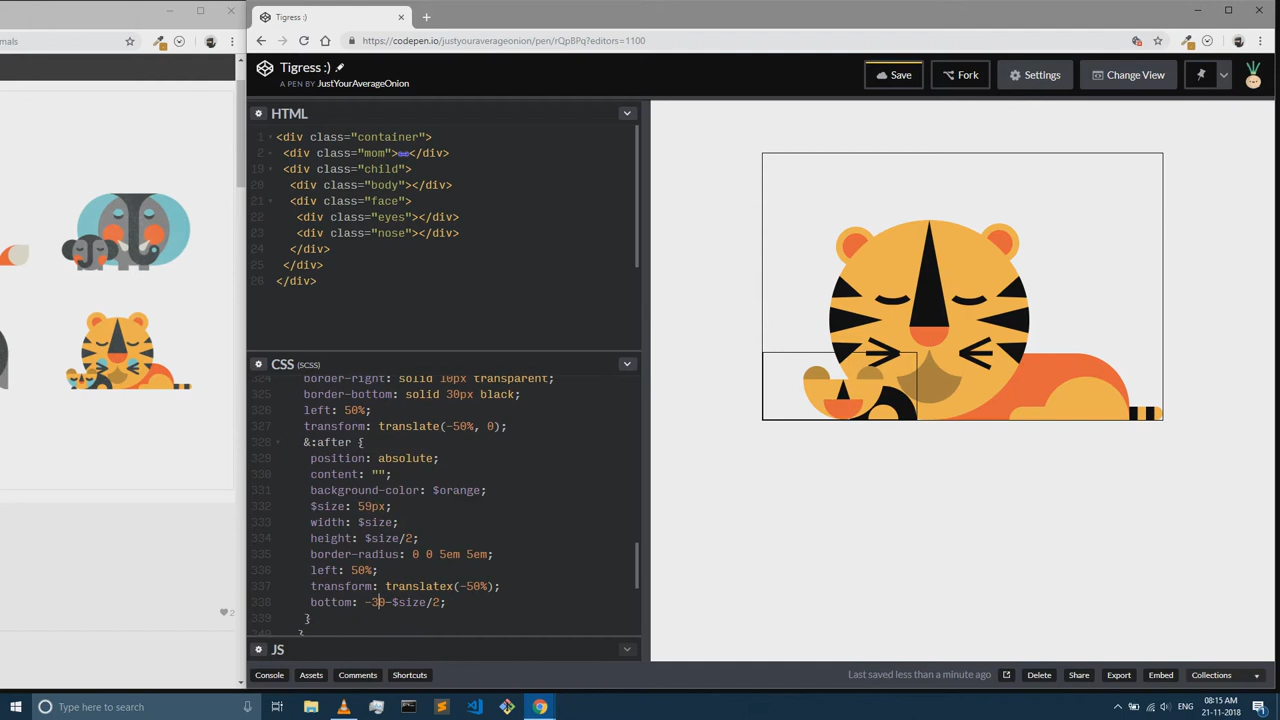 mals
2
Tigress :)
https://codepen.io/justyouraverageonion/pen/rQpBPq?editors=1100
Tigress :)
A PEN BY JustYourAverageOnion
Save
Fork
Settings
Change View
HTML
1 <div class="container">
2 <div class="mom"></div>
19 <div class="child">
20 <div class="body"></div>
21 <div class="face">
22 <div class="eyes"></div>
23 <div class="nose"></div>
24 </div>
25 </div>
26 </div>
CSS (SCSS)
324 border-right: solid 10px transparent;
325 border-bottom: solid 30px black;
326 left: 50%;
327 transform: translate(-50%, 0);
328 &:after {
329 position: absolute;
330 content: "";
331 background-color: $orange;
332 $size: 59px;
333 width: $size;
334 height: $size/2;
335 border-radius: 0 0 5em 5em;
336 left: 50%;
337 transform: translatex(-50%);
338 bottom: -30-$size/2;
339 }
340 }
JS
Console
Assets
Comments
Shortcuts
Last saved less than a minute ago
Delete
Share
Export
Embed
Collections
Type here to search
ENG
08:15 AM
21-11-2018
1